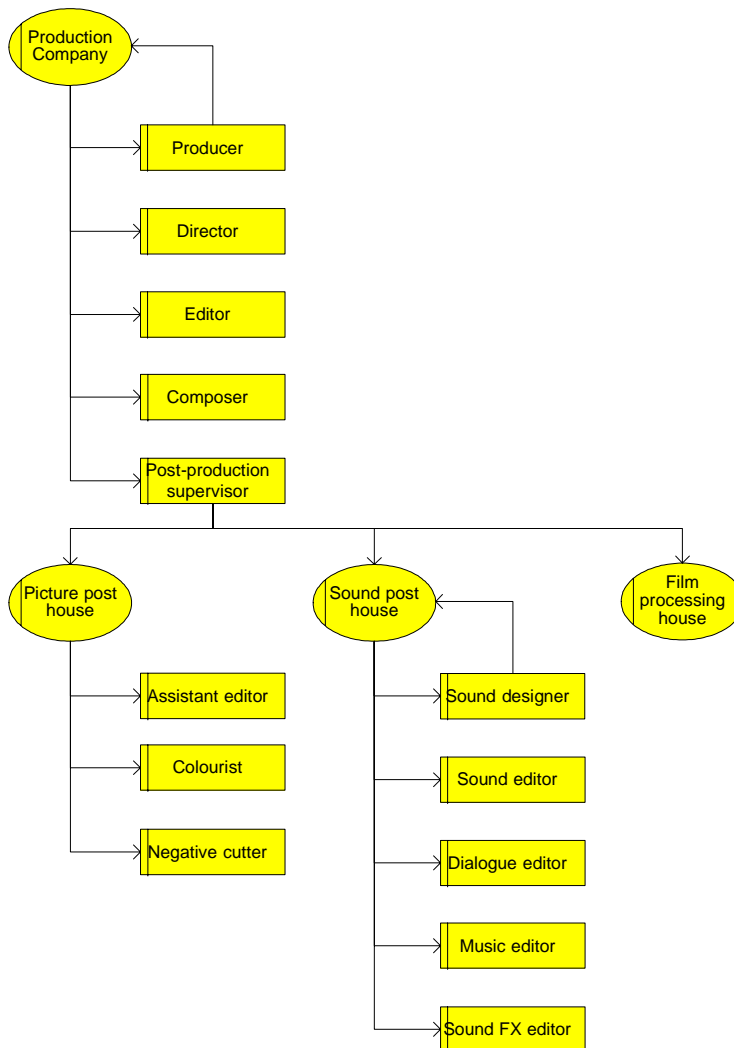 Production
Company
Producer
Director
Editor
Composer
Post-production
supervisor
Picture post
house
Sound post
house
Film
processing
house
Assistant editor
Sound designer
Colourist
Sound editor
Negative cutter
Dialogue editor
Music editor
Sound FX editor